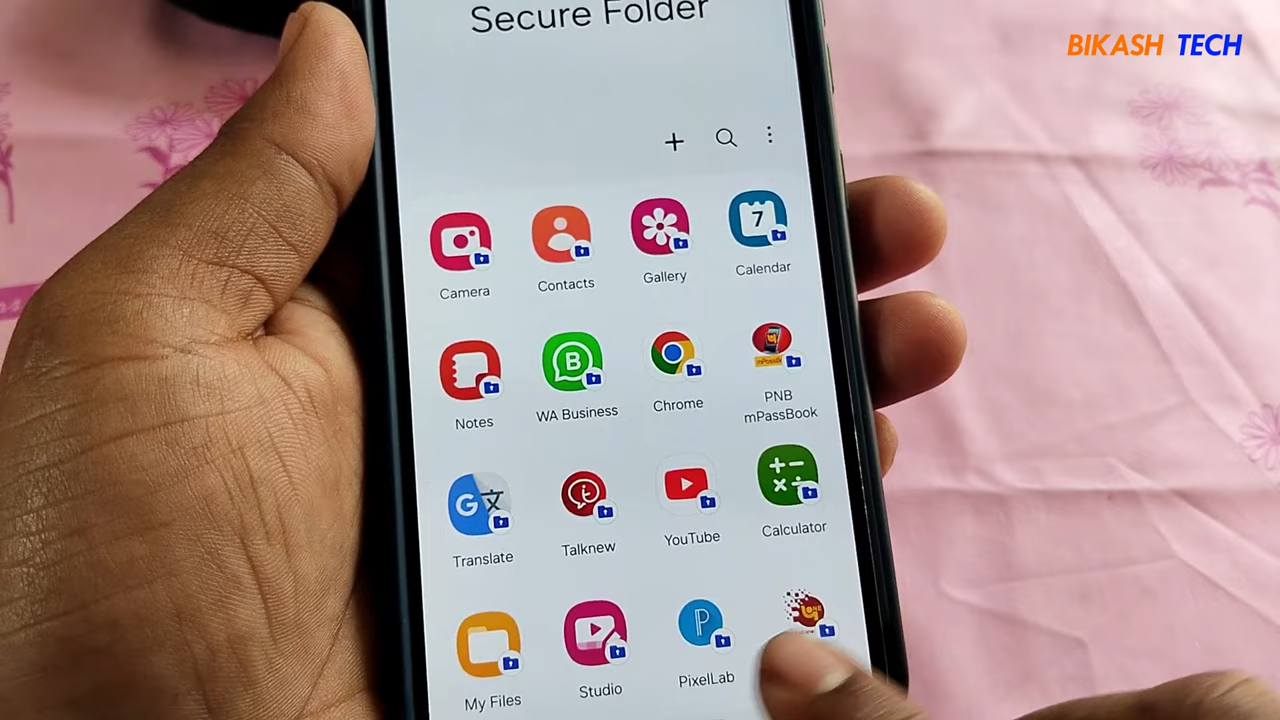 Secure Folder
BIKASH TECH
7
Camera
Contacts
Gallery
Calendar
B
Notes
WA Business
Chrome
PNB
mPassBook
G
Translate
Talknew
YouTube
Calculator
P
ONE
My Files
Studio
PixelLab